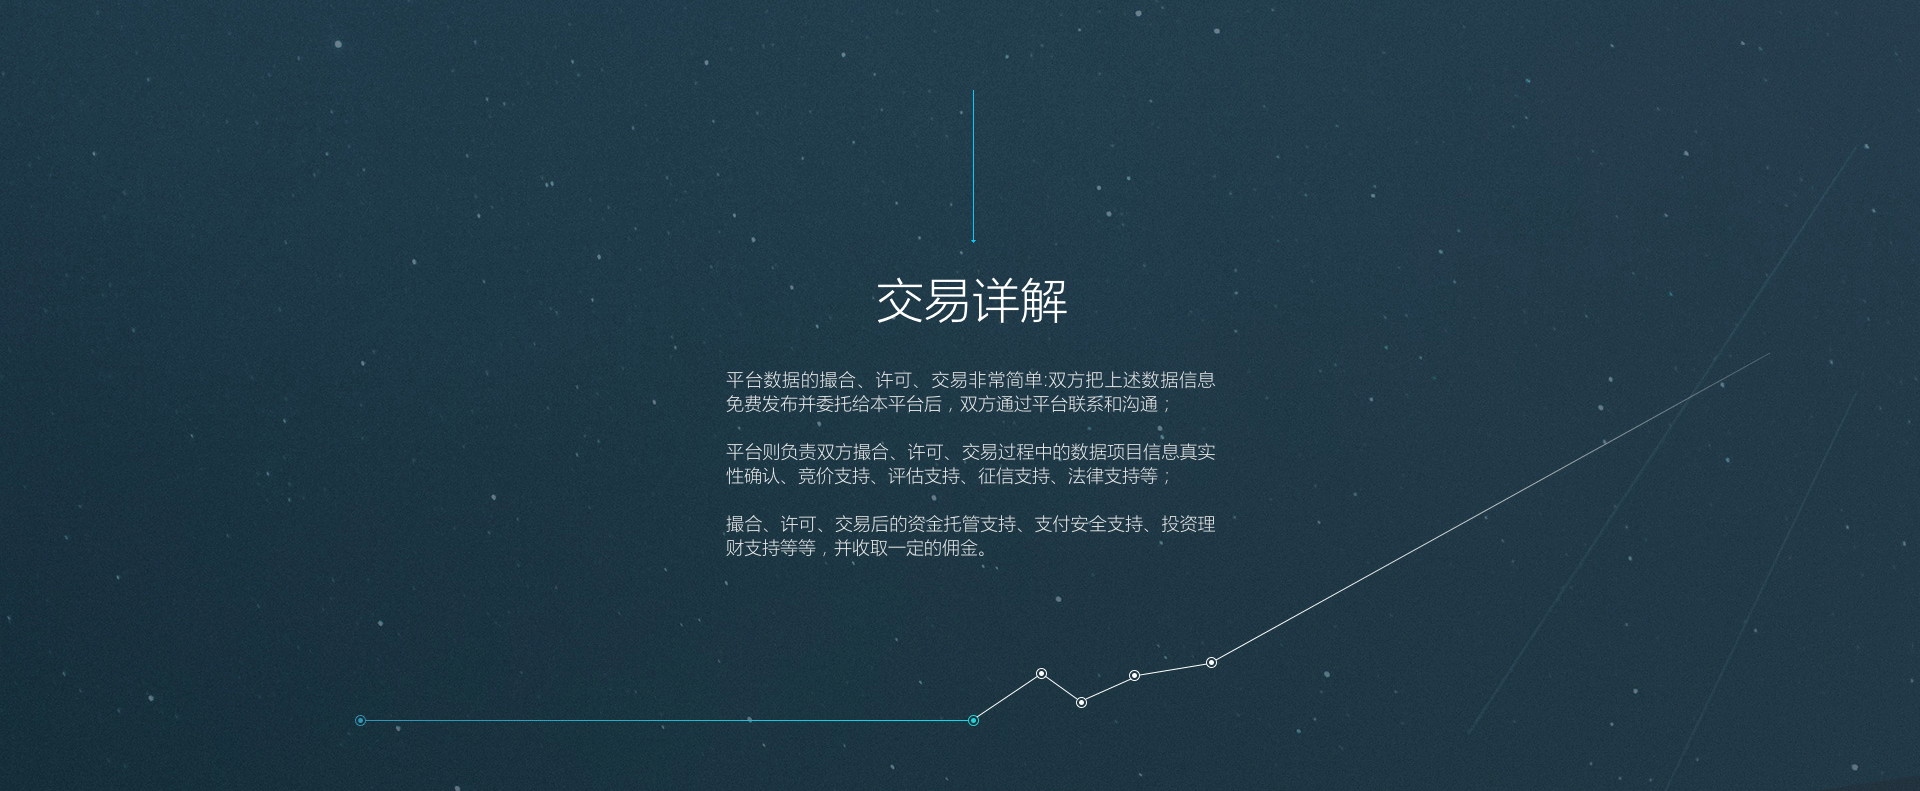 交易详解
平台数据的撮合、许可、交易非常简单:双方把上述数据信息
免费发布并委托给本平台后，双方通过平台联系和沟通；
平台则负责双方撮合、许可、交易过程中的数据项目信息真实
性确认、竞价支持、评估支持、征信支持、法律支持等；
撮合、许可、交易后的资金托管支持、支付安全支持、投资理
财支持等等，并收取一定的佣金。